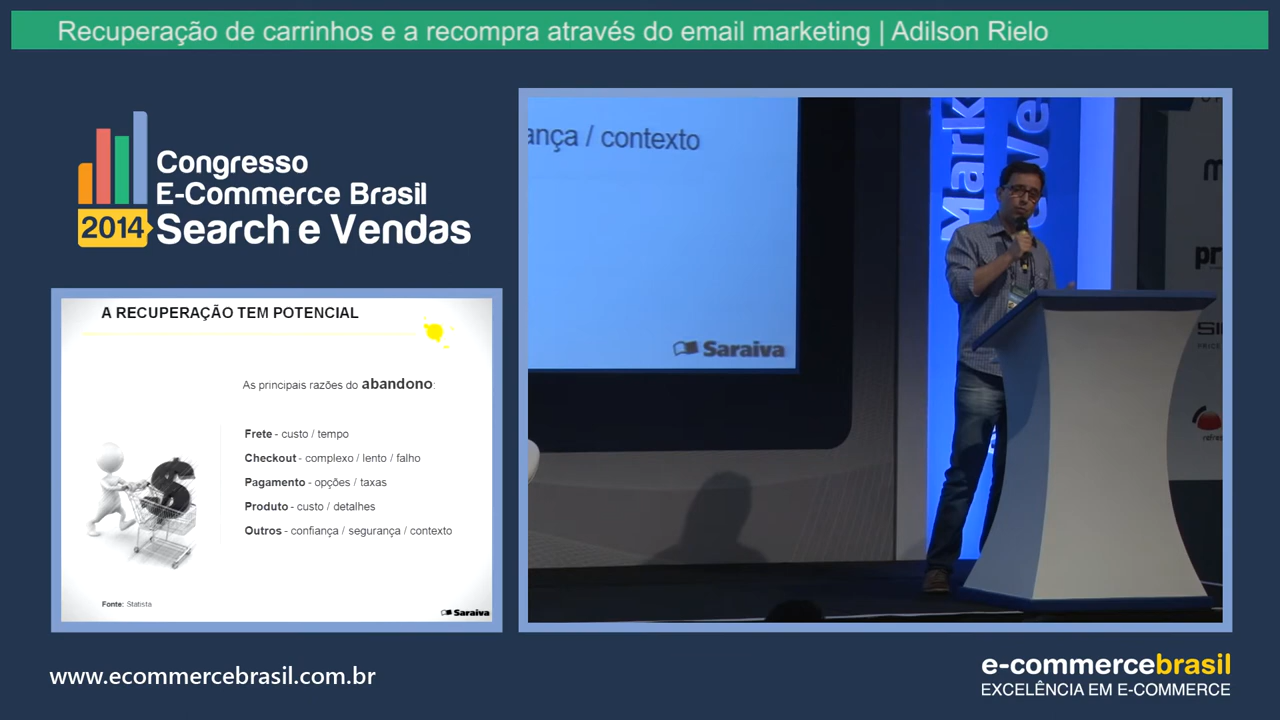 Recuperação de carrinhos e a recompra através do email marketing | Adilson Rielo
Congresso
E-Commerce Brasil
2014 Search e Vendas
A RECUPERAÇÃO TEM POTENCIAL
As principais razões do abandono:
Frete - custo / tempo
Checkout - complexo / lento / falho
Pagamento - opções / taxas
Produto - custo / detalhes
Outros - confiança / segurança / contexto
Fonte: Statista
Saraiva
ança / contexto
Saraiva
Mark
www.ecommercebrasil.com.br
e-commercebrasil
EXCELÊNCIA EM E-COMMERCE